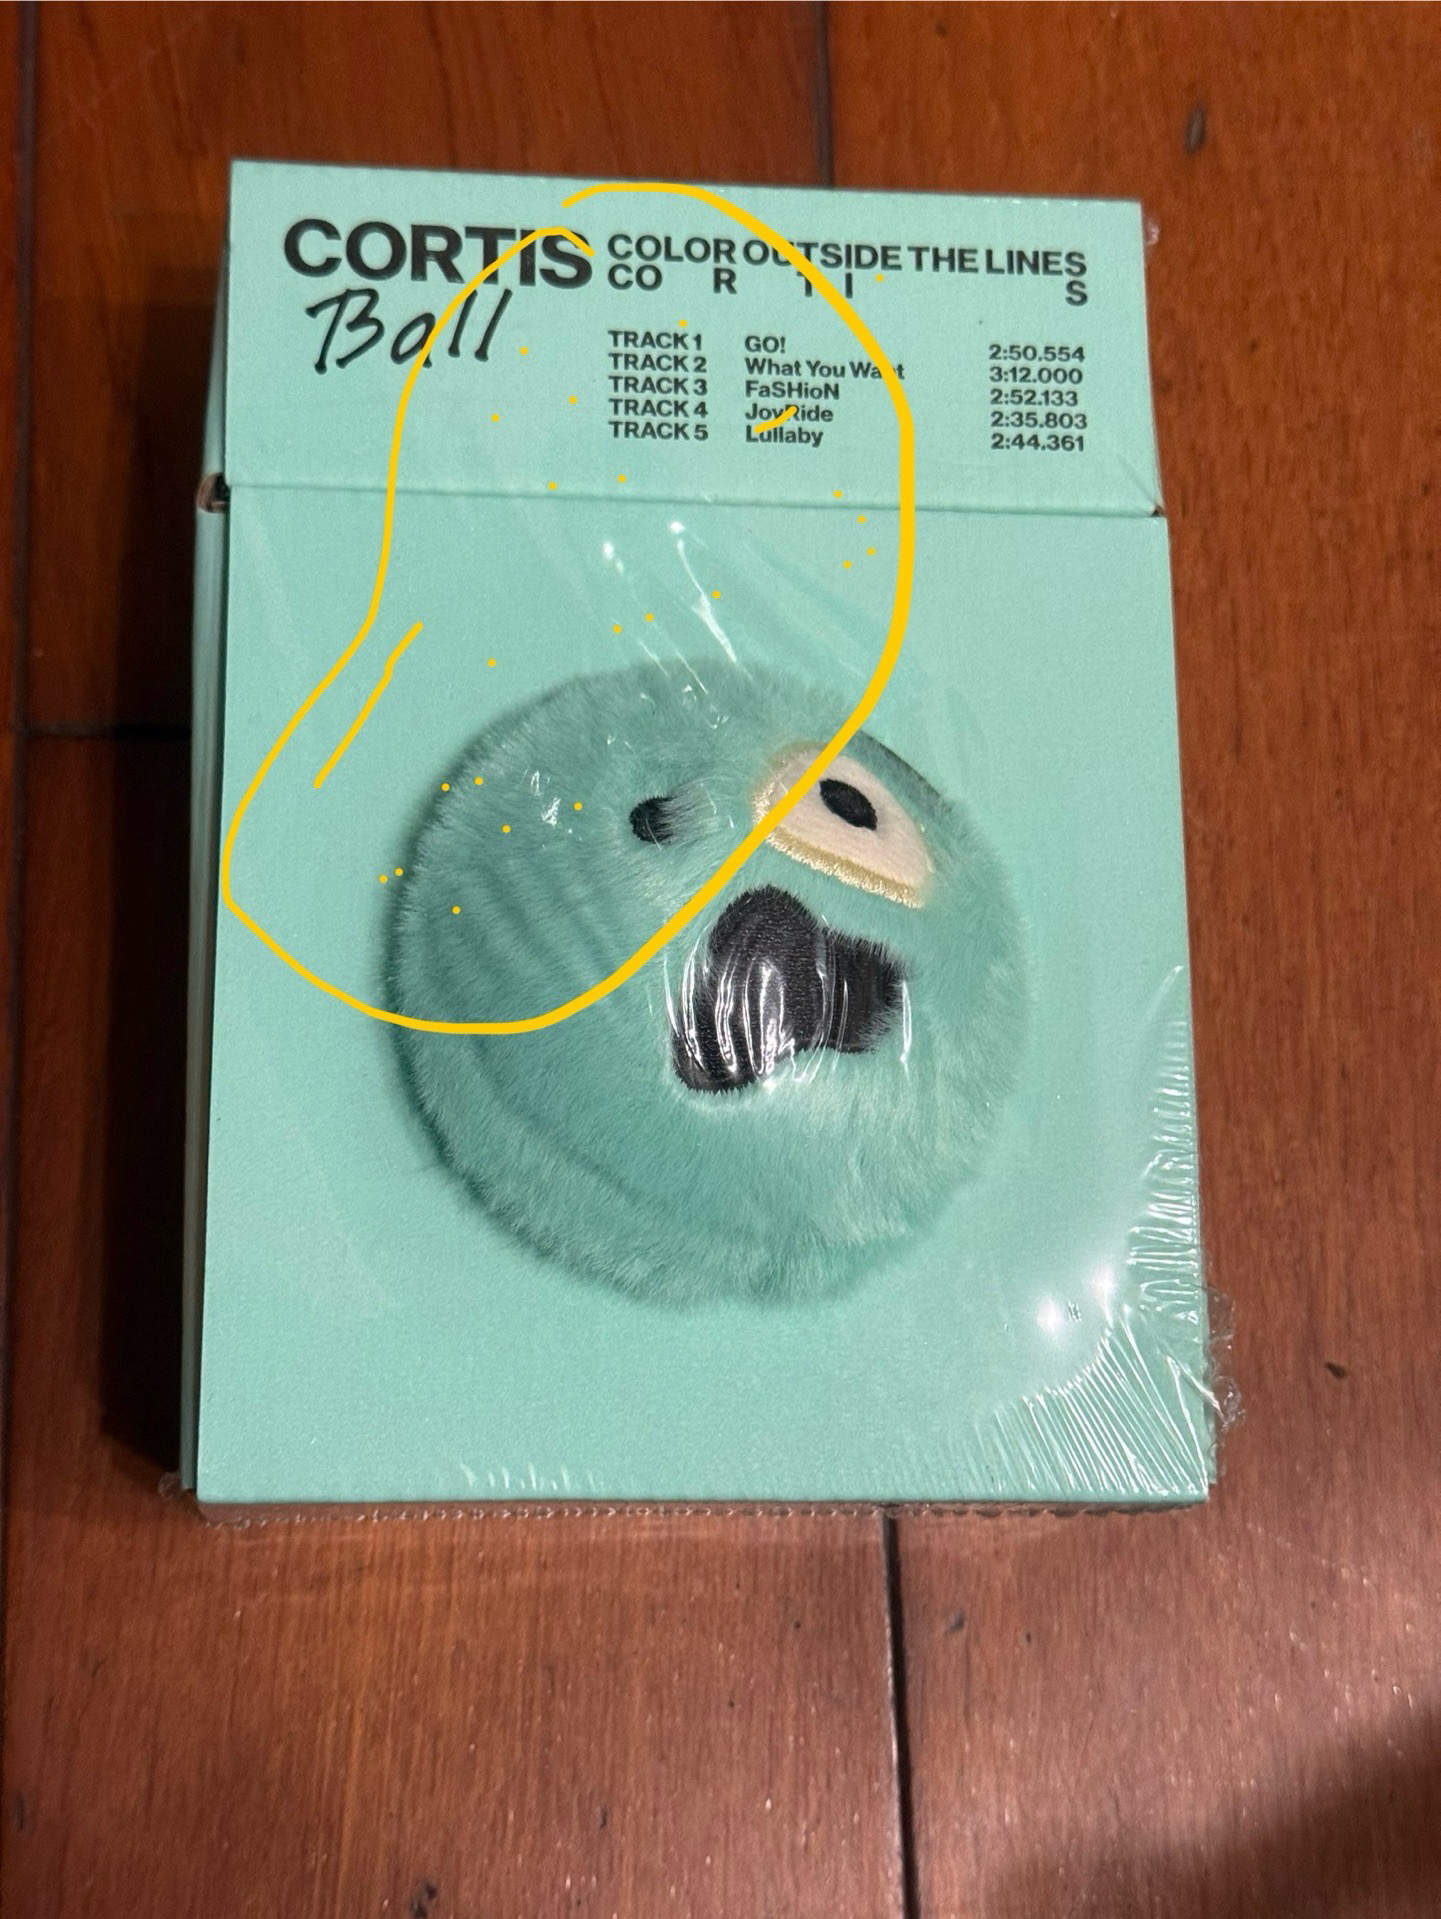 CORTIS
Ball
COLOR OUTSIDE THE LINES
CO R T I S
TRACK 1 GO! 2:50.554
TRACK 2 What You Want 3:12.000
TRACK 3 FaSHioN 2:52.133
TRACK 4 JoyRide 2:35.803
TRACK 5 Lullaby 2:44.361